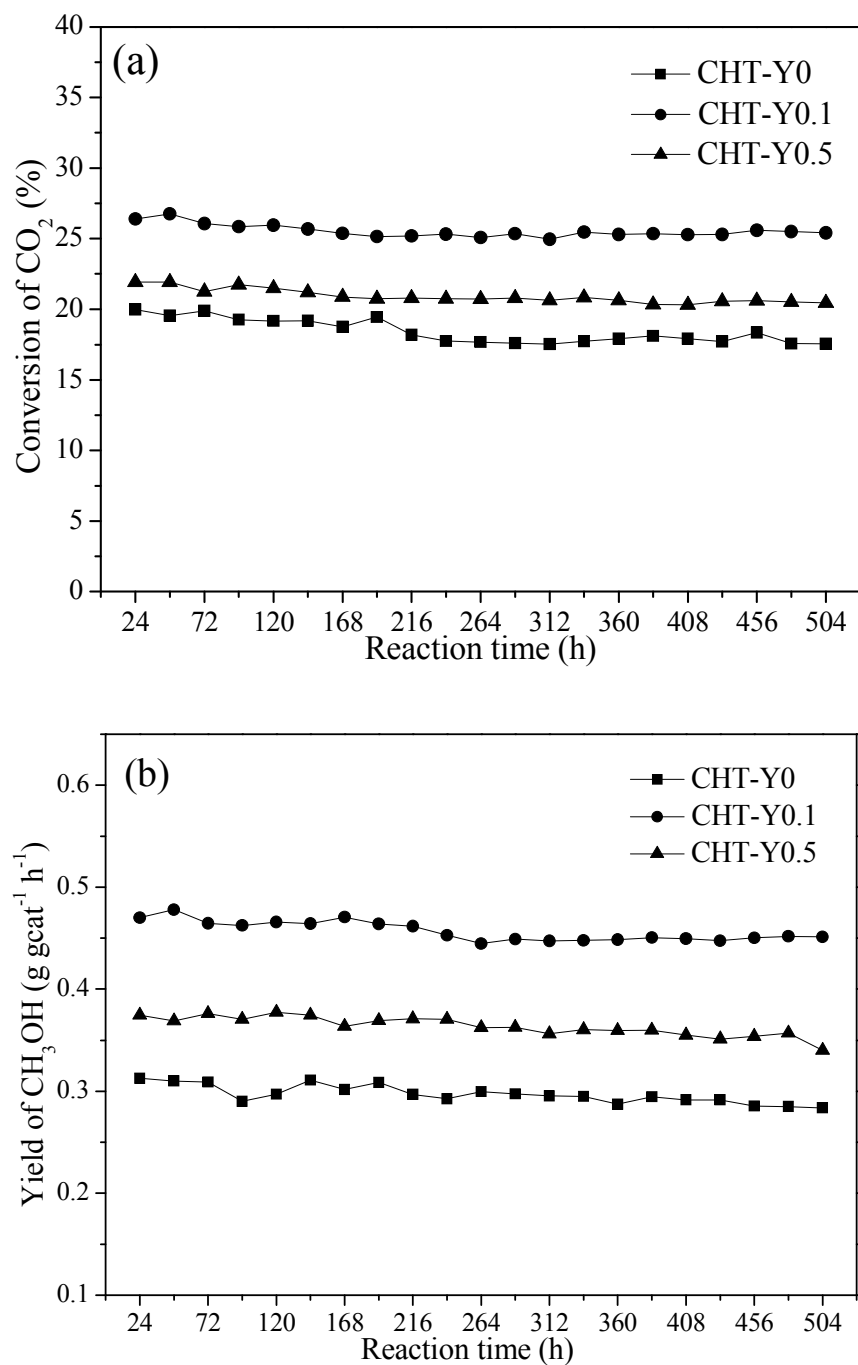 (a)
CHT-Y0
CHT-Y0.1
CHT-Y0.5
Conversion of CO₂ (%)
40
35
30
25
20
15
10
5
0
24 72 120 168 216 264 312 360 408 456 504
Reaction time (h)
(b)
CHT-Y0
CHT-Y0.1
CHT-Y0.5
Yield of CH₃OH (g gcat⁻¹ h⁻¹)
0.6
0.5
0.4
0.3
0.2
0.1
24 72 120 168 216 264 312 360 408 456 504
Reaction time (h)